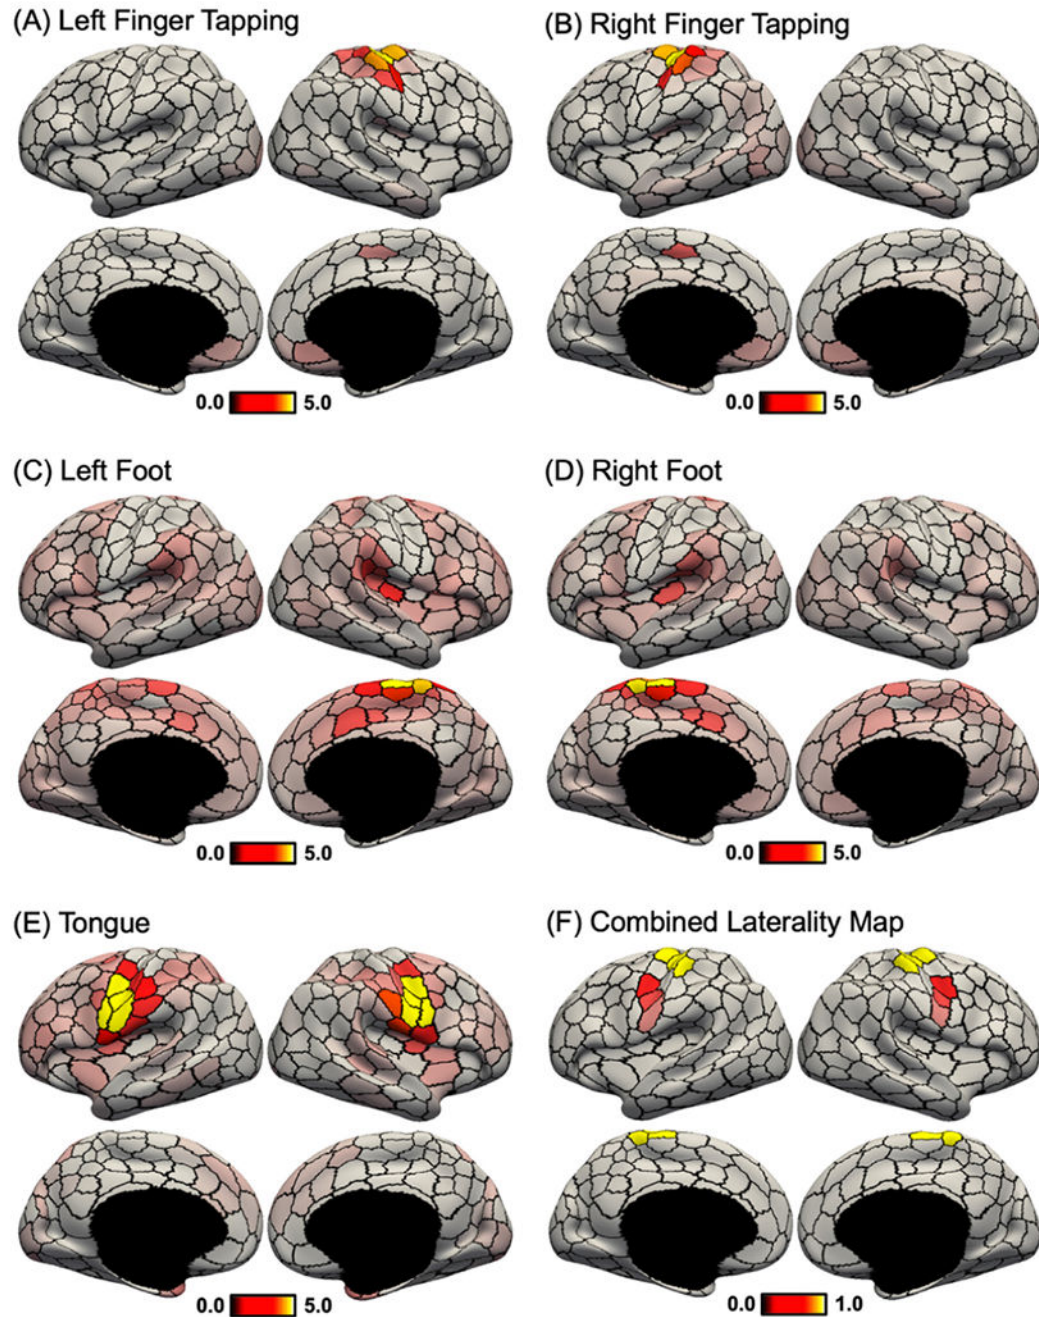 (A) Left Finger Tapping
(B) Right Finger Tapping
0.0 5.0
0.0 5.0
(C) Left Foot
(D) Right Foot
0.0 5.0
0.0 5.0
(E) Tongue
(F) Combined Laterality Map
0.0 5.0
0.0 1.0